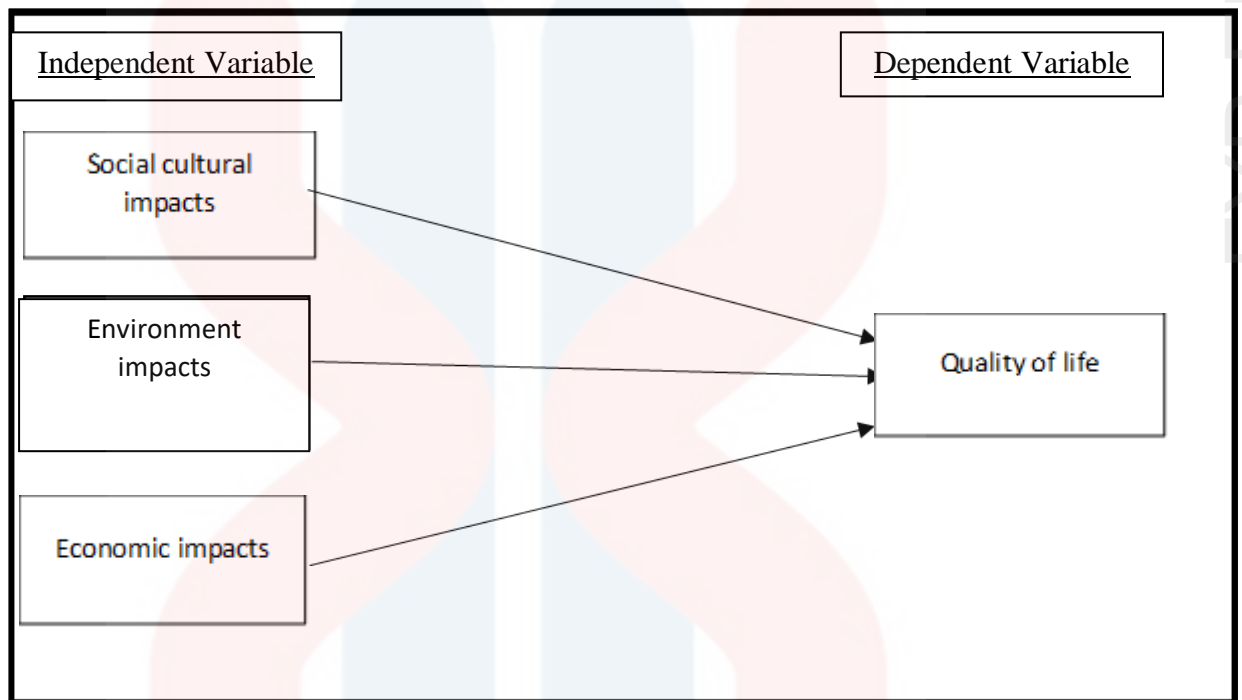 Independent Variable
Dependent Variable
Social cultural
impacts
Environment
impacts
Quality of life
Economic impacts